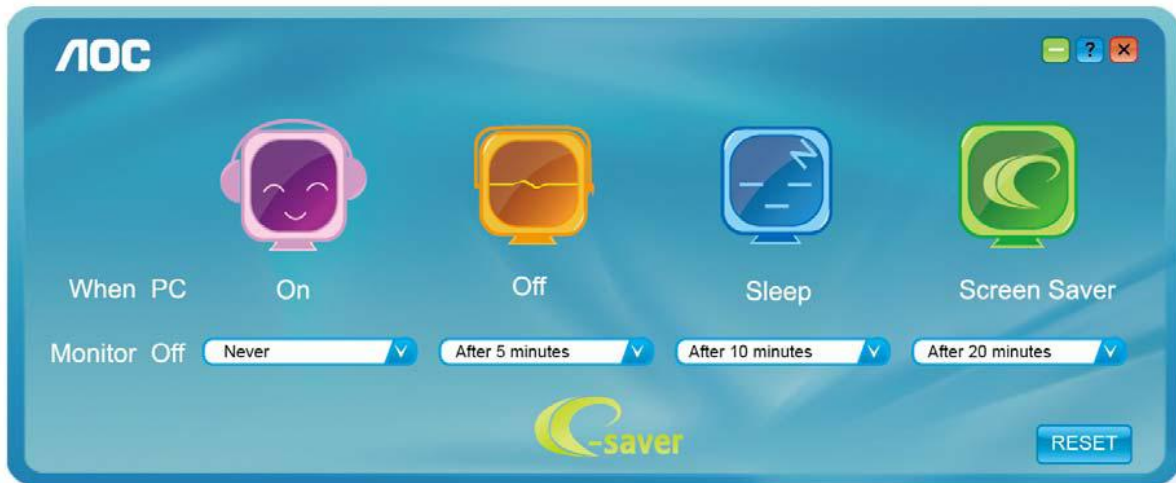 AOC
?
When PC On Off Sleep Screen Saver
Monitor Off Never After 5 minutes After 10 minutes After 20 minutes
e-saver
RESET